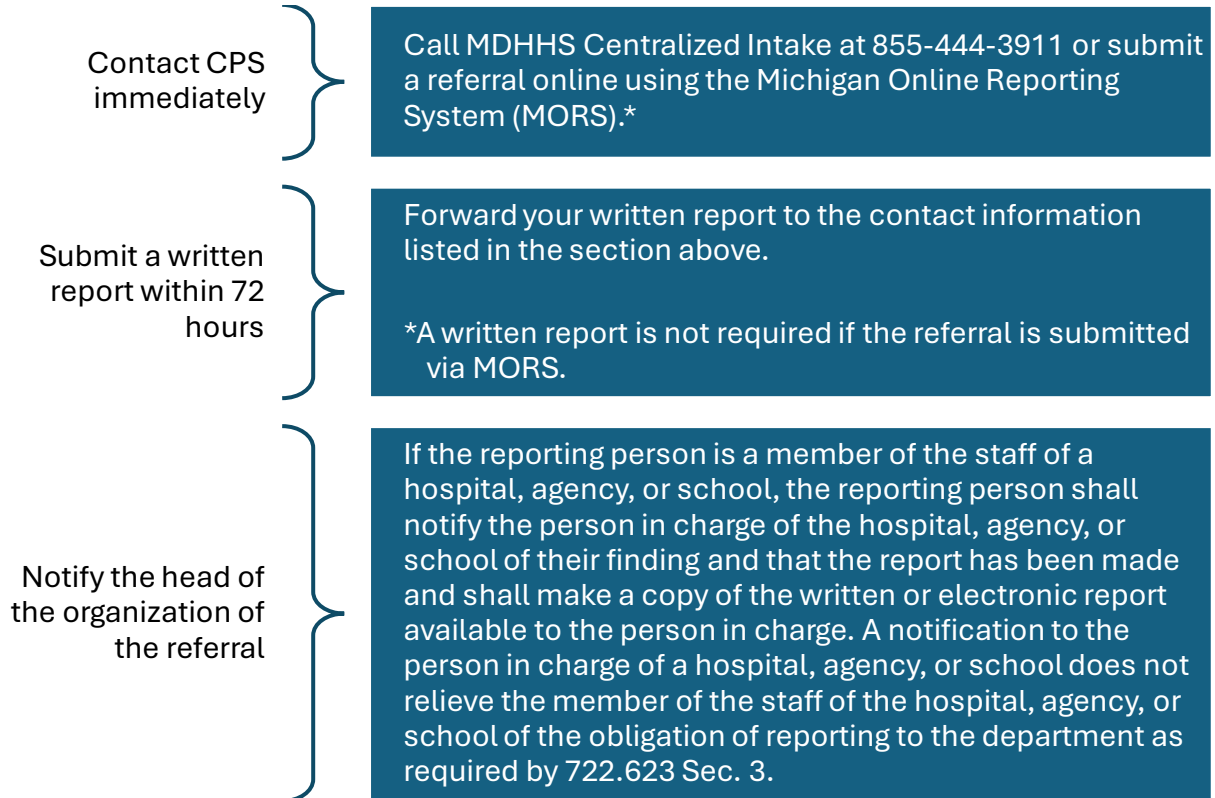 Contact CPS
immediately
Call MDHHS Centralized Intake at 855-444-3911 or submit
a referral online using the Michigan Online Reporting
System (MORS).*
Submit a written
report within 72
hours
Forward your written report to the contact information
listed in the section above.
*A written report is not required if the referral is submitted
via MORS.
Notify the head of
the organization of
the referral
If the reporting person is a member of the staff of a
hospital, agency, or school, the reporting person shall
notify the person in charge of the hospital, agency, or
school of their finding and that the report has been made
and shall make a copy of the written or electronic report
available to the person in charge. A notification to the
person in charge of a hospital, agency, or school does not
relieve the member of the staff of the hospital, agency, or
school of the obligation of reporting to the department as
required by 722.623 Sec. 3.